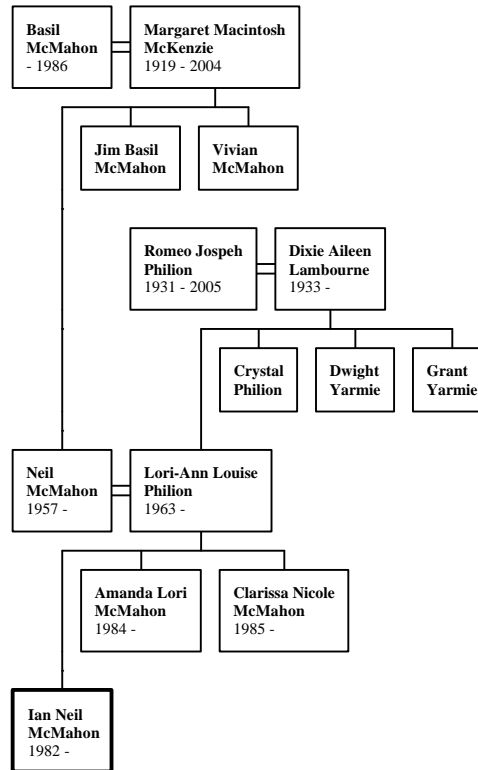 Basil
McMahon
- 1986
Margaret Macintosh
McKenzie
1919 - 2004
Jim Basil
McMahon
Vivian
McMahon
Romeo Jospeh
Philion
1931 - 2005
Dixie Aileen
Lambourne
1933 -
Crystal
Philion
Dwight
Yarmie
Grant
Yarmie
Neil
McMahon
1957 -
Lori-Ann Louise
Philion
1963 -
Amanda Lori
McMahon
1984 -
Clarissa Nicole
McMahon
1985 -
Ian Neil
McMahon
1982 -